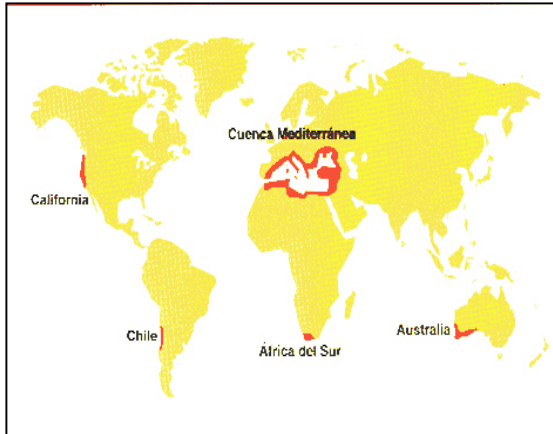 Cuenca Mediterránea
California
Chile
África del Sur
Australia